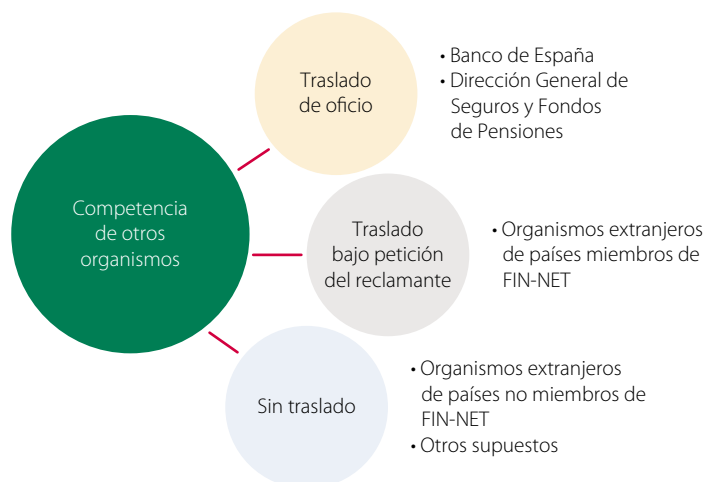 Competencia
de otros
organismos
Traslado
de oficio
• Banco de España
• Dirección General de
Seguros y Fondos
de Pensiones
Traslado
bajo petición
del reclamante
• Organismos extranjeros
de países miembros de
FIN-NET
Sin traslado
• Organismos extranjeros
de países no miembros de
FIN-NET
• Otros supuestos